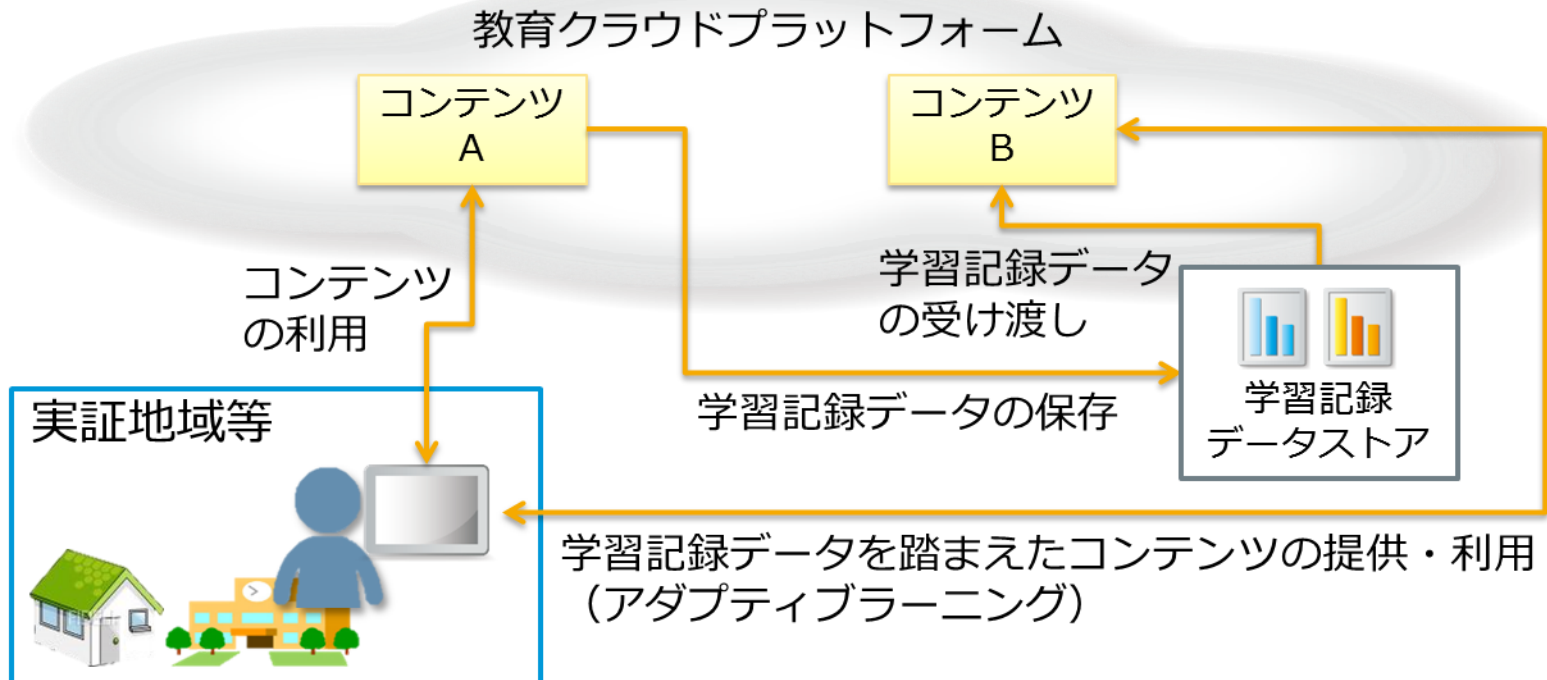 教育クラウドプラットフォーム
コンテンツ
A
コンテンツ
B
コンテンツ
の利用
学習記録データ
の受け渡し
学習記録データの保存
学習記録
データストア
実証地域等
学習記録データを踏まえたコンテンツの提供・利用
（アダプティブラーニング）